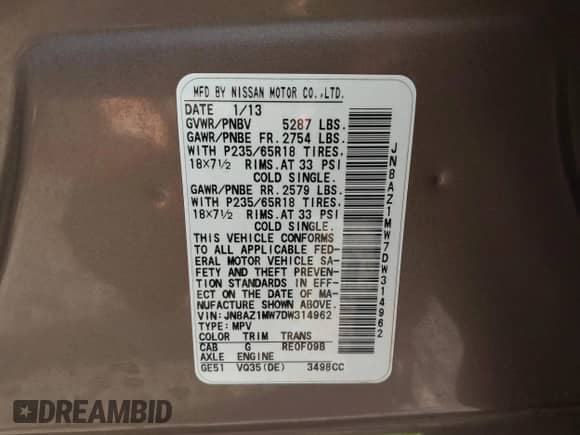 MFD BY NISSAN MOTOR CO.,LTD.
DATE 1/13
GVWR/PNBV 5287 LBS.
GAWR/PNBE FR. 2754 LBS.
WITH P235/65R18 TIRES.
18×7½ RIMS.AT 33 PSI
COLD SINGLE.
GAWR/PNBE RR. 2579 LBS.
WITH P235/65R18 TIRES.
18×7½ RIMS.AT 33 PSI
COLD SINGLE.
THIS VEHICLE CONFORMS
TO ALL APPLICABLE FED-
ERAL MOTOR VEHICLE SA-
FETY AND THEFT PREVEN-
TION STANDARDS IN EFF-
ECT ON THE DATE OF MA-
NUFACTURE SHOWN ABOVE.
VIN: JN8AZ1MW7DW314962
TYPE: MPV
COLOR TRIM TRANS
CAB G RE0F09B
AXLE ENGINE
GE51 VQ35(DE) 3498CC
JN8AZ1MW7DW314962
DREAMBID